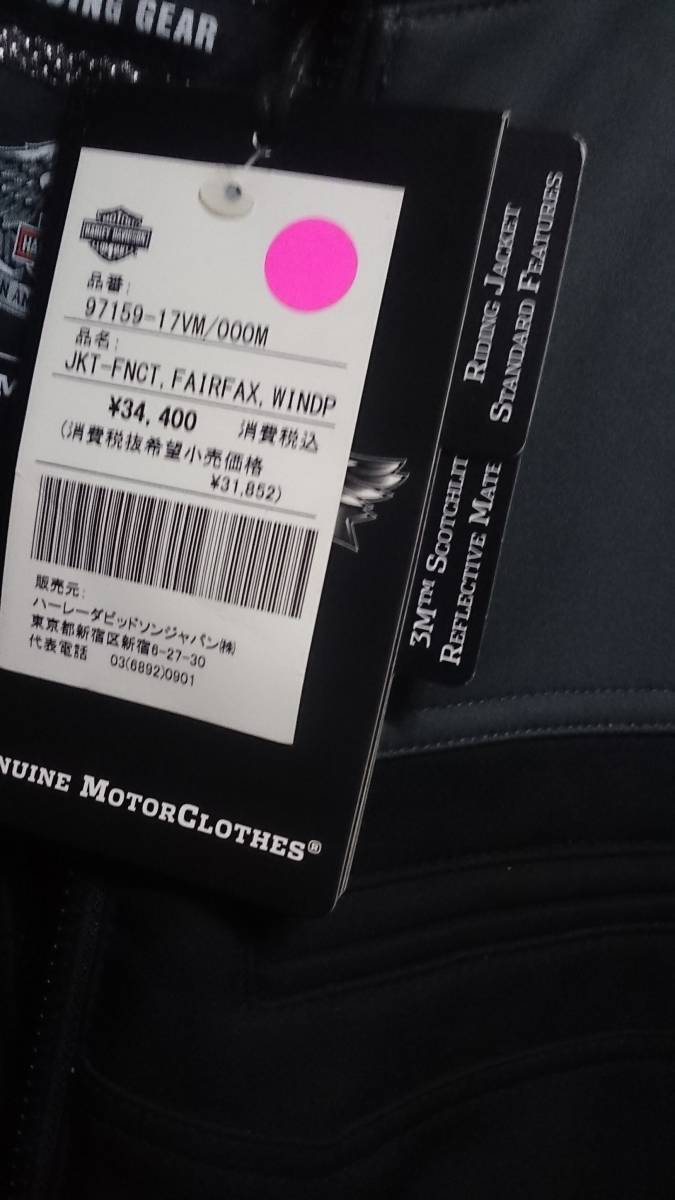 ING GEAR
HARLEY-DAVIDSON
品番:
97159-17VM/000M
品名:
JKT-FNCT,FAIRFAX,WINDP
¥34,400 消費税込
(消費税抜希望小売価格
¥31,852)
販売元:
ハーレーダビッドソンジャパン㈱
東京都新宿区新宿6-27-30
代表電話 03(6892)0901
NUINE MOTORCLOTHES®
RIDING JACKET
STANDARD FEATURES
3M™ SCOTCHLIT
REFLECTIVE MATE